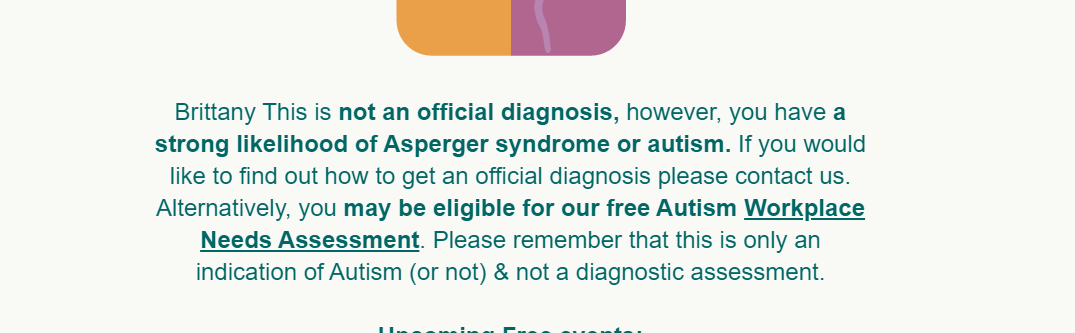 Brittany This is not an official diagnosis, however, you have a
strong likelihood of Asperger syndrome or autism. If you would
like to find out how to get an official diagnosis please contact us.
Alternatively, you may be eligible for our free Autism Workplace
Needs Assessment. Please remember that this is only an
indication of Autism (or not) & not a diagnostic assessment.
Upcoming Free events: